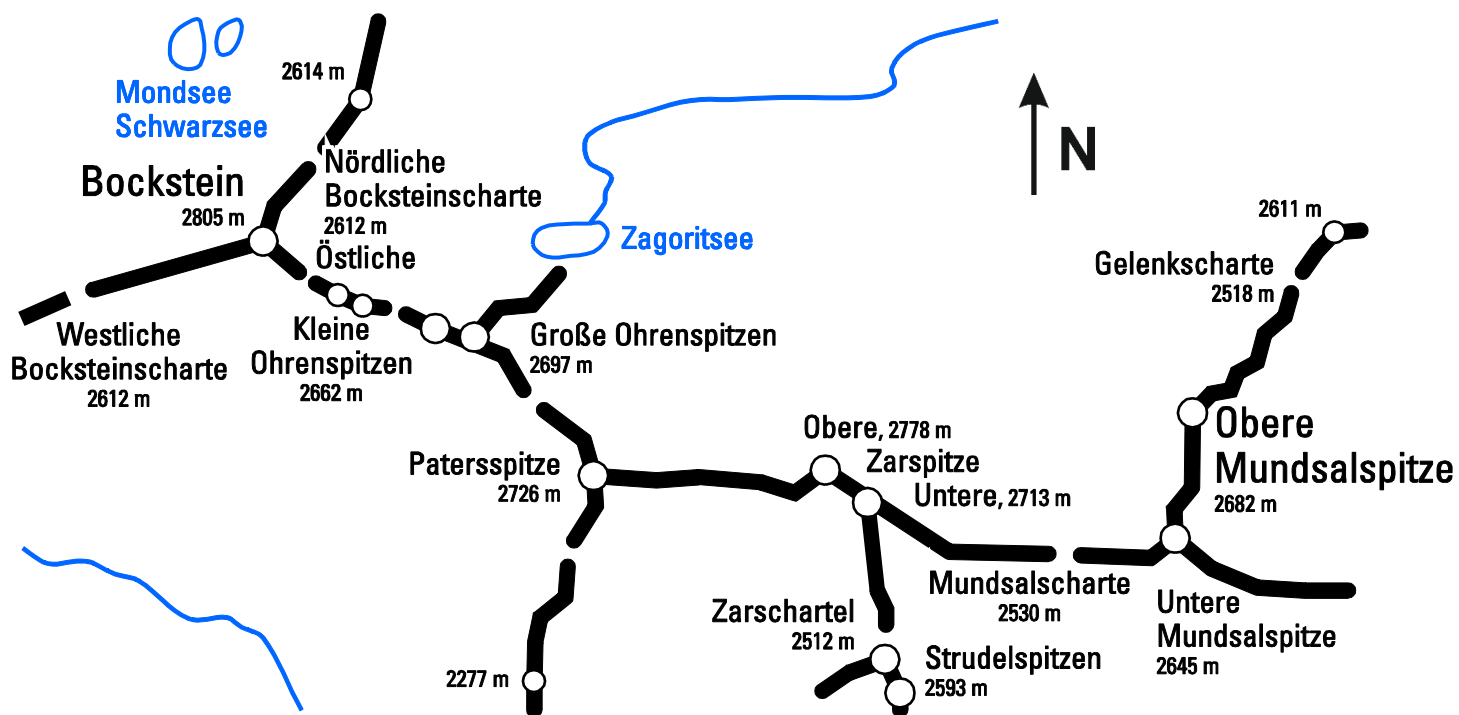 2614 m
Mondsee
Schwarzsee
N
Bockstein
2805 m
Nördliche
Bocksteinscharte
2612 m
Zagoritsee
2611 m
Gelenkscharte
2518 m
Östliche
Westliche
Bocksteinscharte
2612 m
Kleine
Ohrenspitzen
2662 m
Große Ohrenspitzen
2697 m
Patersspitze
2726 m
Obere, 2778 m
Zarspitze
Untere, 2713 m
Obere
Mundsalspitze
2682 m
Mundsalscharte
2530 m
Untere
Mundsalspitze
2645 m
Zarschartel
2512 m
Strudelspitzen
2593 m
2277 m